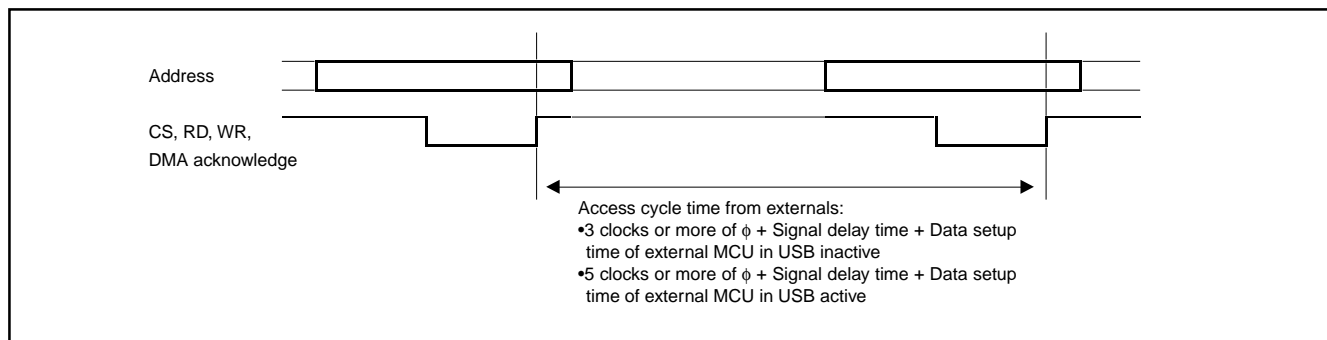 Address
CS, RD, WR,
DMA acknowledge
Access cycle time from externals:
•3 clocks or more of ϕ + Signal delay time + Data setup
time of external MCU in USB inactive
•5 clocks or more of ϕ + Signal delay time + Data setup
time of external MCU in USB active